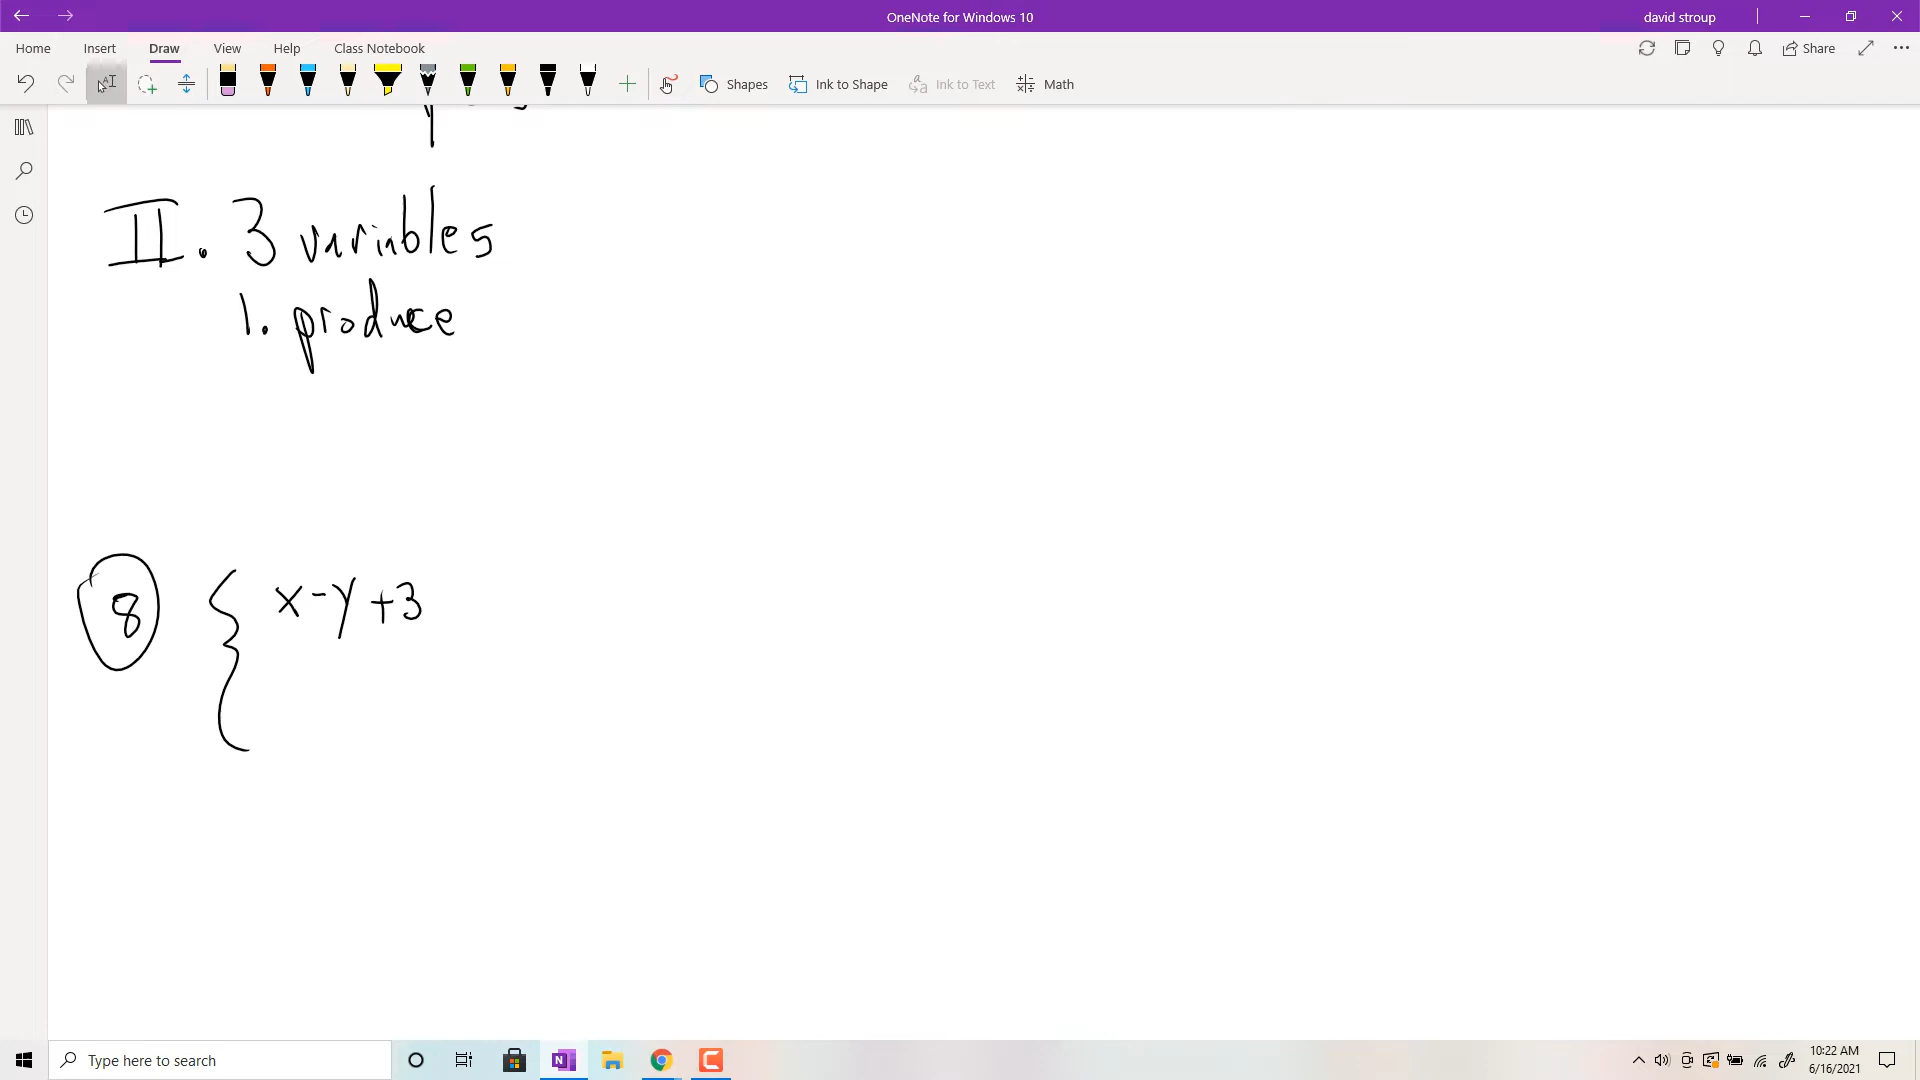 OneNote for Windows 10
david stroup
Home Insert Draw View Help Class Notebook
Share
Shapes Ink to Shape Ink to Text Math
II. 3 variables
1. produce
8 { x-y+3
Type here to search
10:22 AM
6/16/2021